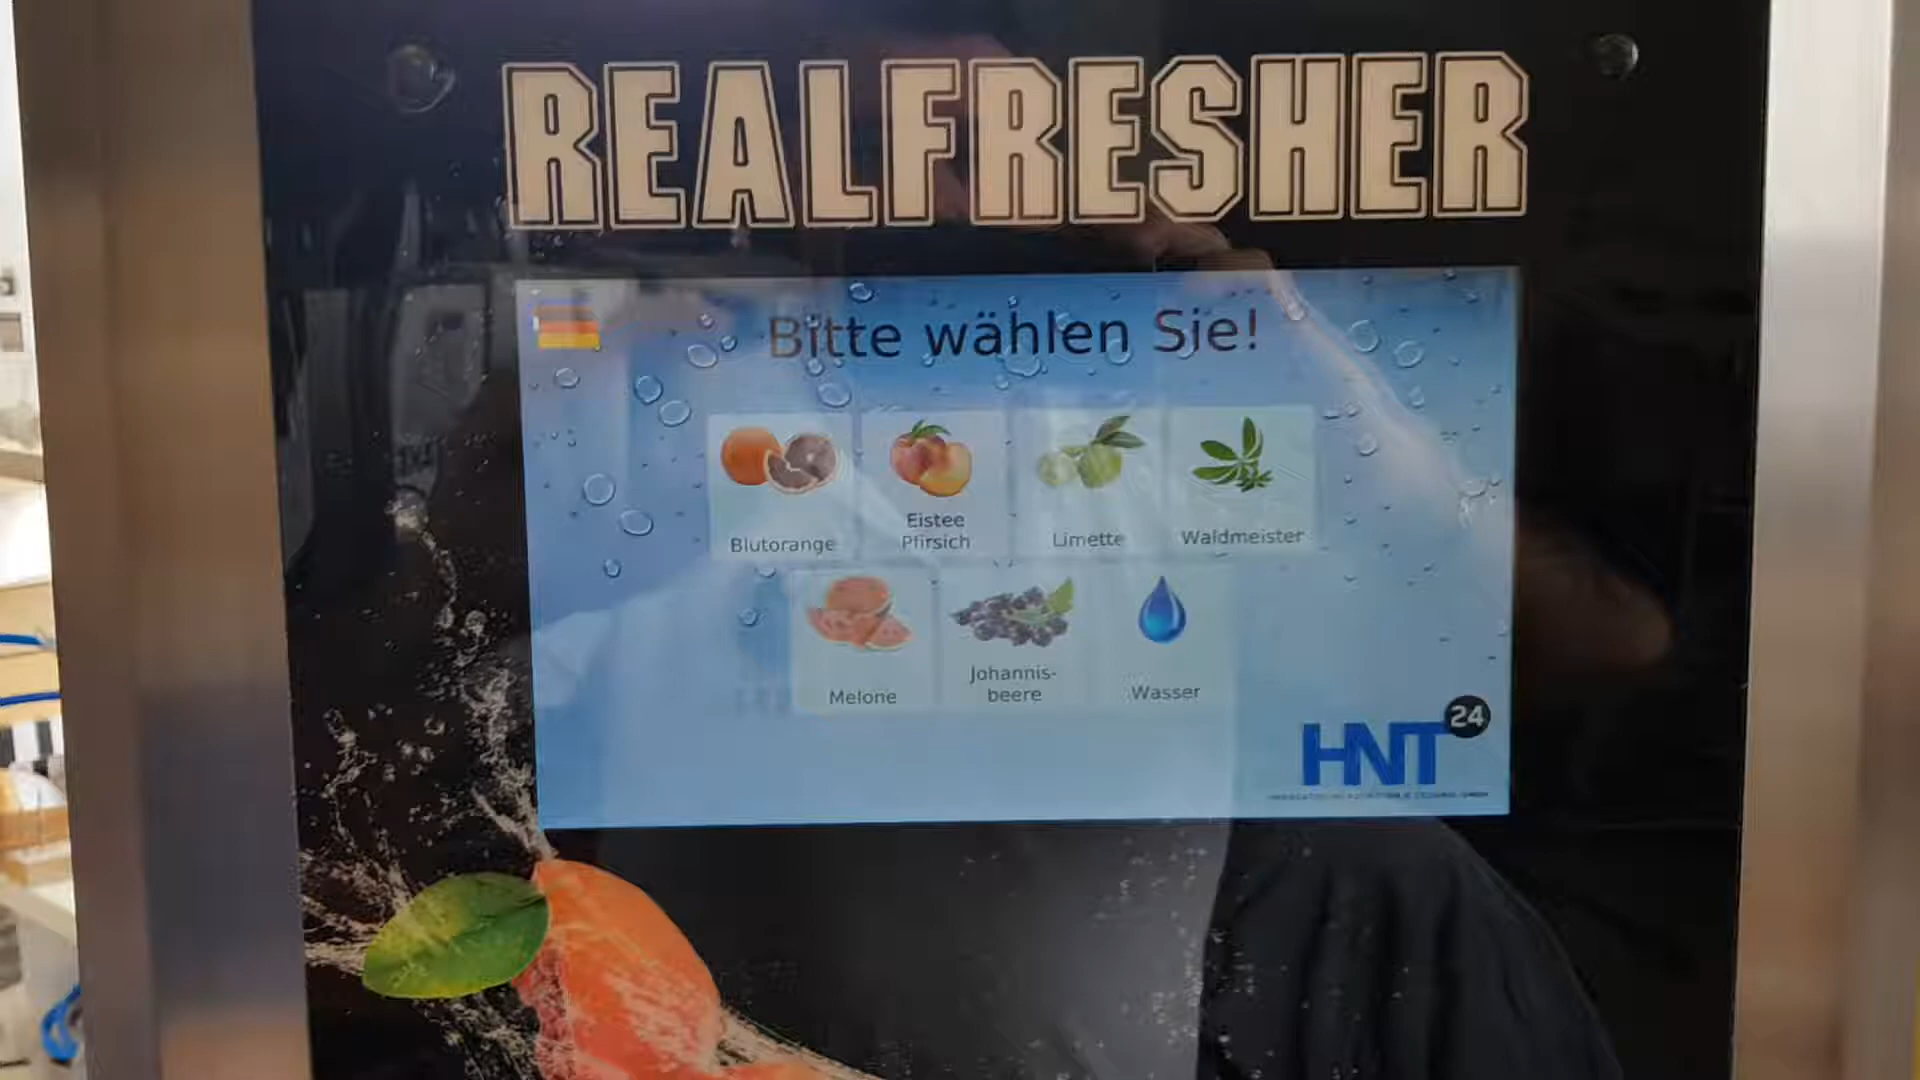 REALFRESHER
Bitte wählen Sie!
Blutorange
Eistee
Pfirsich
Limette
Waldmeister
Melone
Johannis-
beere
Wasser
HNT
24